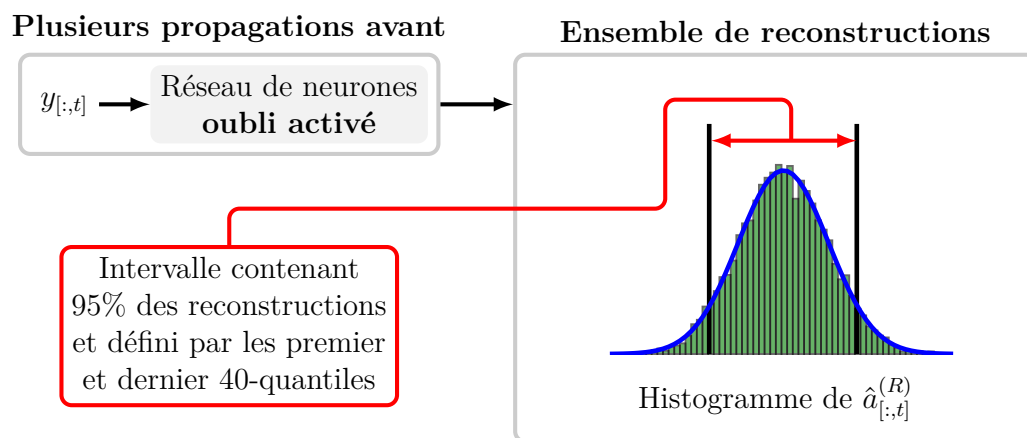 Plusieurs propagations avant
y[:,t]
Réseau de neurones
oubli activé
Ensemble de reconstructions
Intervalle contenant
95% des reconstructions
et défini par les premier
et dernier 40-quantiles
Histogramme de â[:,t]^(R)